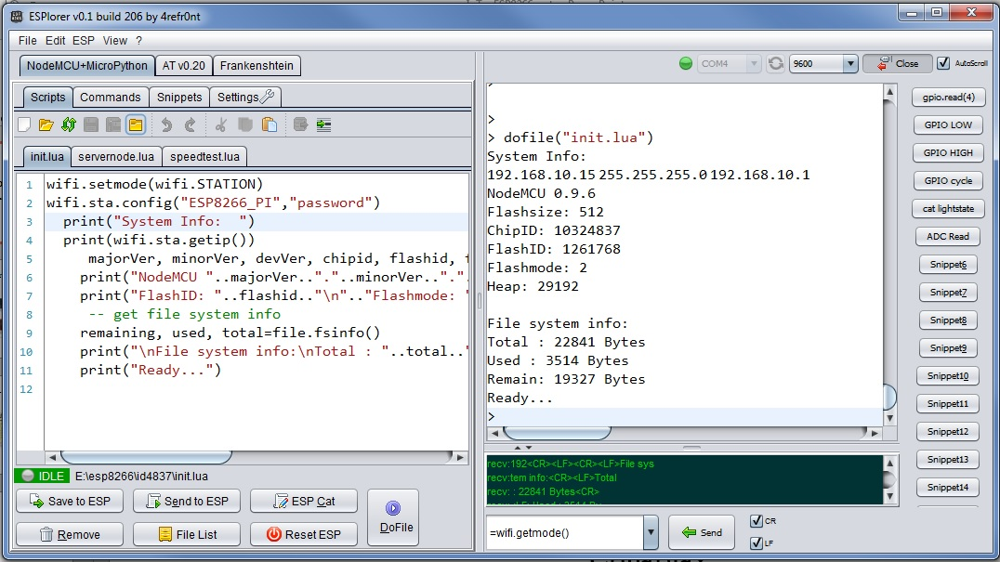 ESPlorer v0.1 build 206 by 4refr0nt
File Edit ESP View ?
NodeMCU+MicroPython AT v0.20 Frankenshtein
COM4 9600 Close AutoScroll
Scripts Commands Snippets Settings
init.lua servernode.lua speedtest.lua
1 wifi.setmode(wifi.STATION)
2 wifi.sta.config("ESP8266_PI","password")
3 print("System Info:  ")
4 print(wifi.sta.getip())
5 majorVer, minorVer, devVer, chipid, flashid, f
6 print("NodeMCU "..majorVer.."."..minorVer.."."
7 print("FlashID: "..flashid.."\n".."Flashmode: "
8 -- get file system info
9 remaining, used, total=file.fsinfo()
10 print("\nFile system info:\nTotal : "..total.."
11 print("Ready...")
12
IDLE E:\esp8266\id4837\init.lua
Save to ESP Send to ESP ESP Cat
DoFile
Remove File List Reset ESP
>
> dofile("init.lua")
System Info:
192.168.10.15 255.255.255.0 192.168.10.1
NodeMCU 0.9.6
Flashsize: 512
ChipID: 10324837
FlashID: 1261768
Flashmode: 2
Heap: 29192
File system info:
Total : 22841 Bytes
Used : 3514 Bytes
Remain: 19327 Bytes
Ready...
>
recv:192<CR><LF><CR><LF>File sys
recv:tem info:<CR><LF>Total
recv: : 22841 Bytes<CR>
=wifi.getmode() Send
CR
LF
gpio.read(4)
GPIO LOW
GPIO HIGH
GPIO cycle
cat lightstate
ADC Read
Snippet6
Snippet7
Snippet8
Snippet9
Snippet10
Snippet11
Snippet12
Snippet13
Snippet14